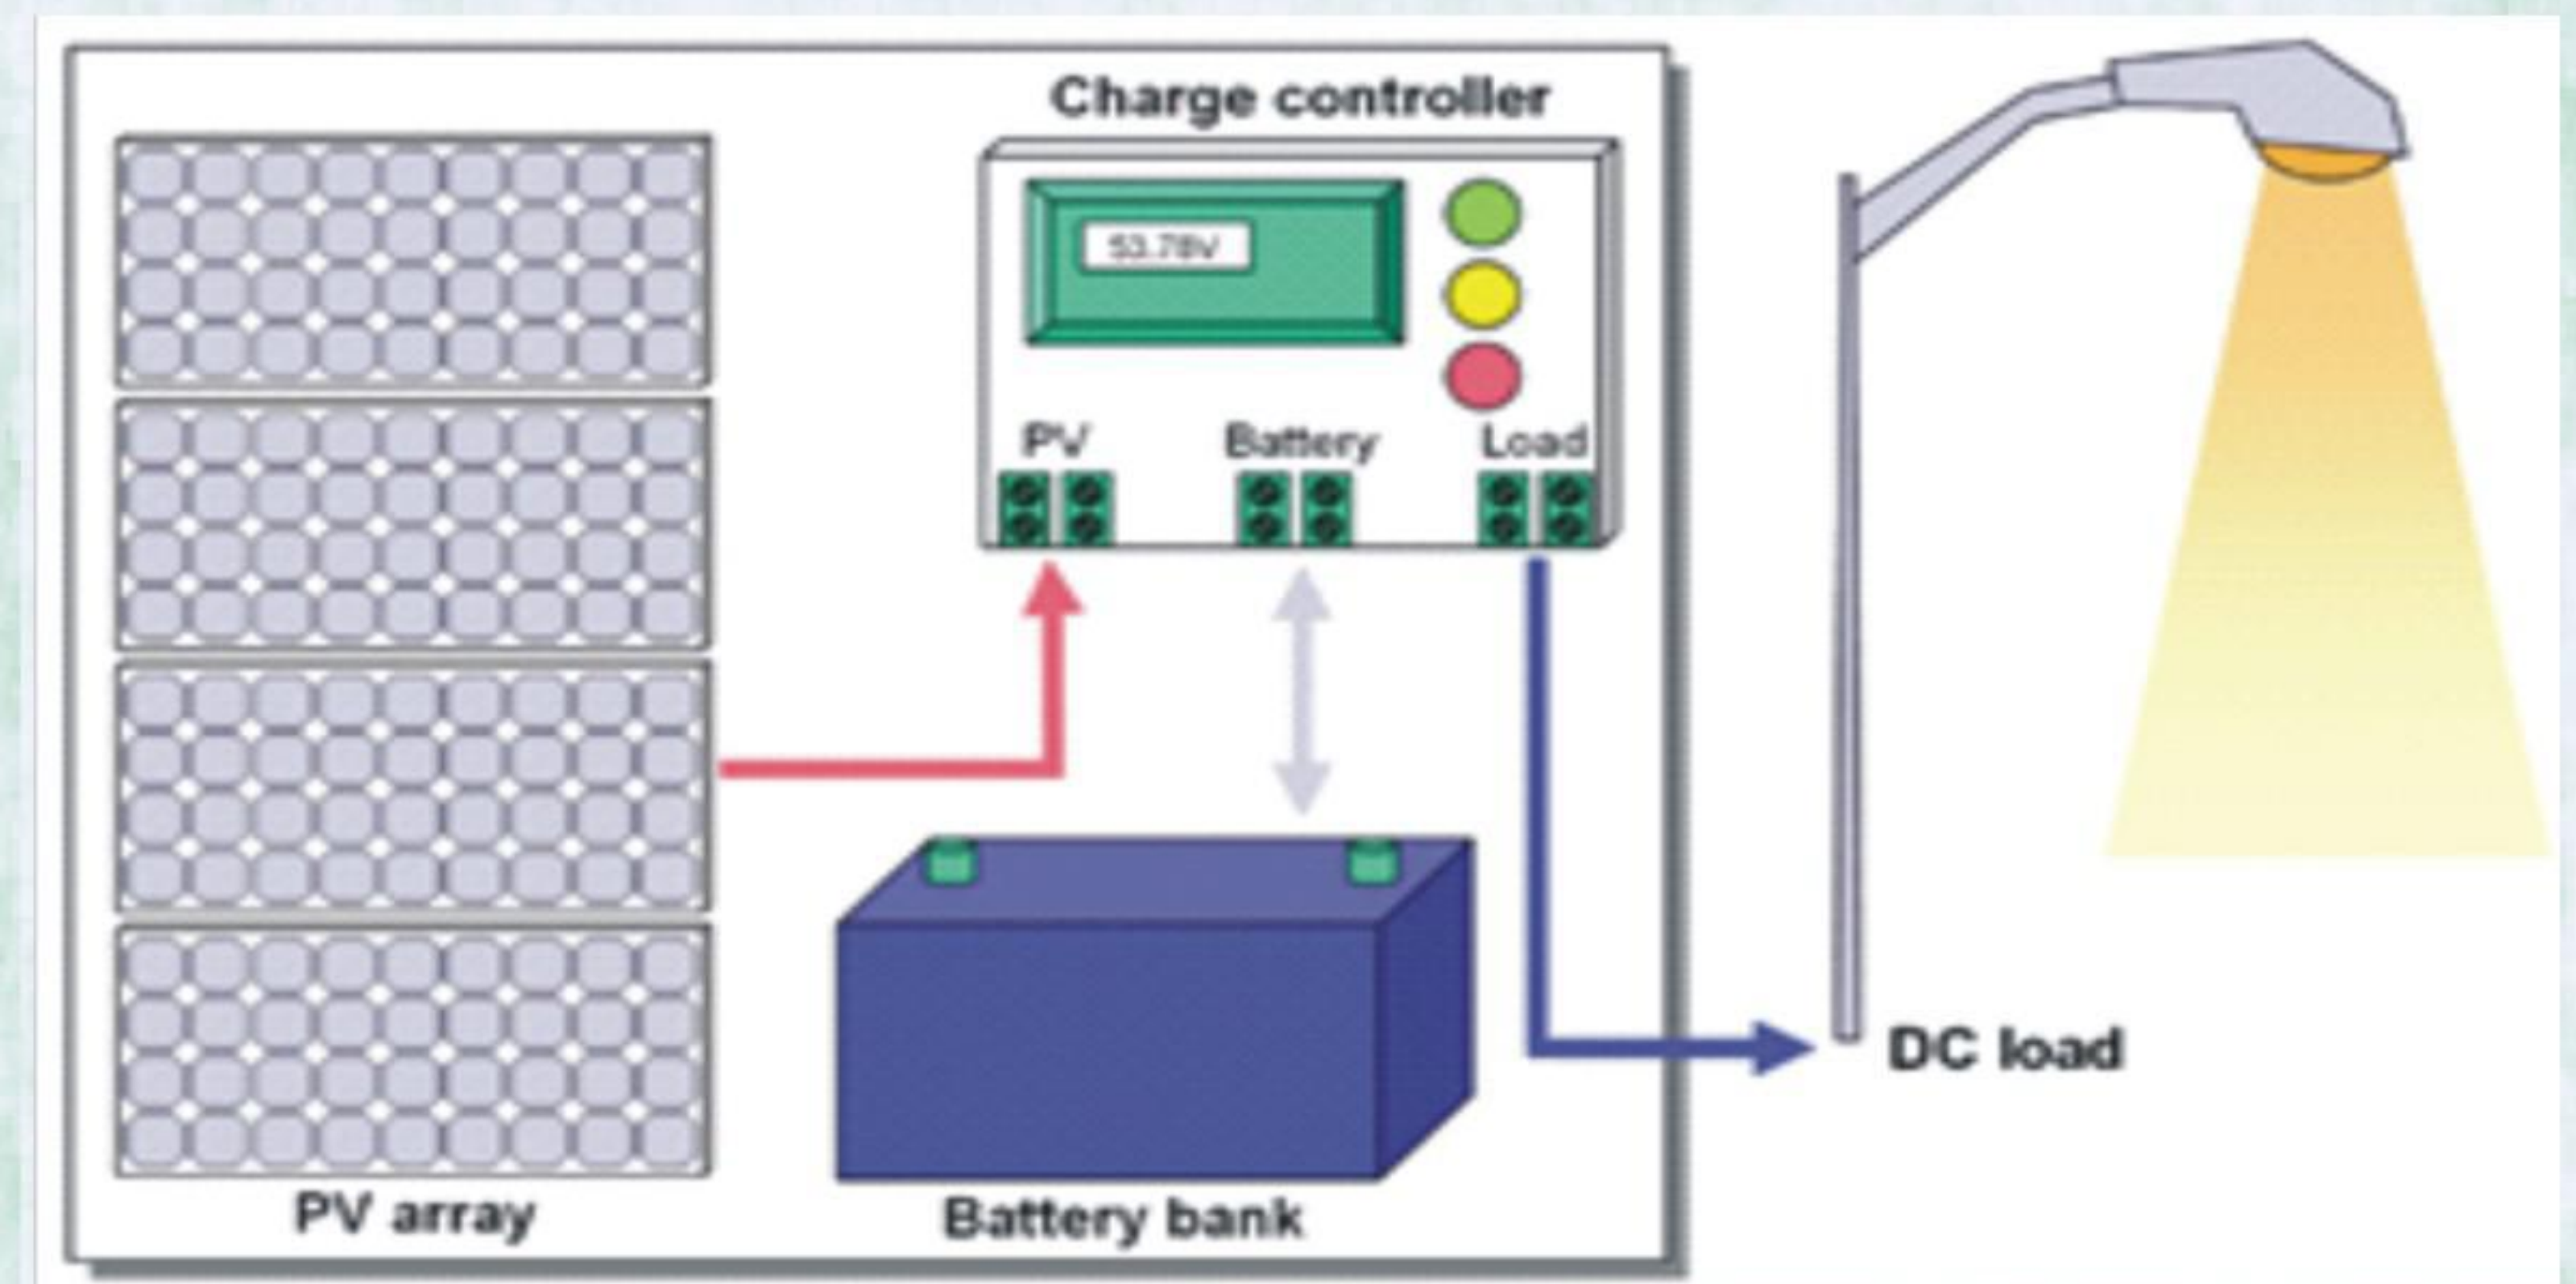 Charge controller
53.78V
PV Battery Load
DC load
PV array
Battery bank